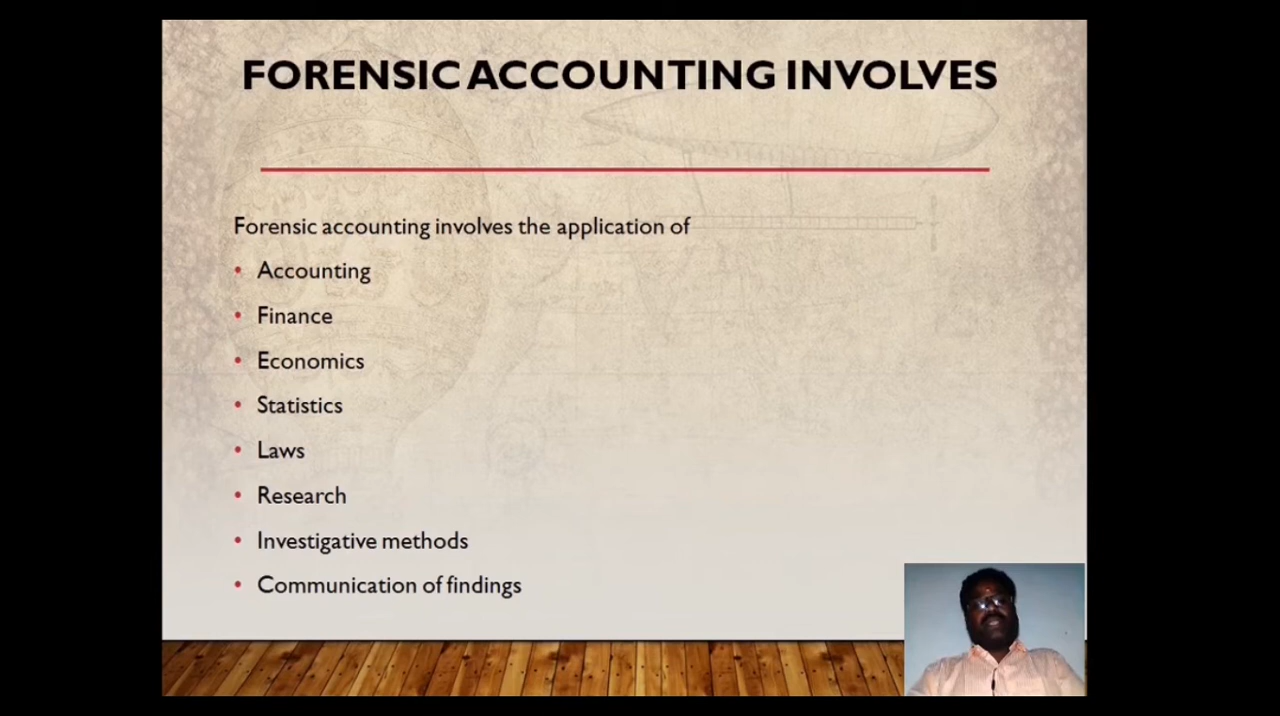 FORENSIC ACCOUNTING INVOLVES
Forensic accounting involves the application of
• Accounting
• Finance
• Economics
• Statistics
• Laws
• Research
• Investigative methods
• Communication of findings